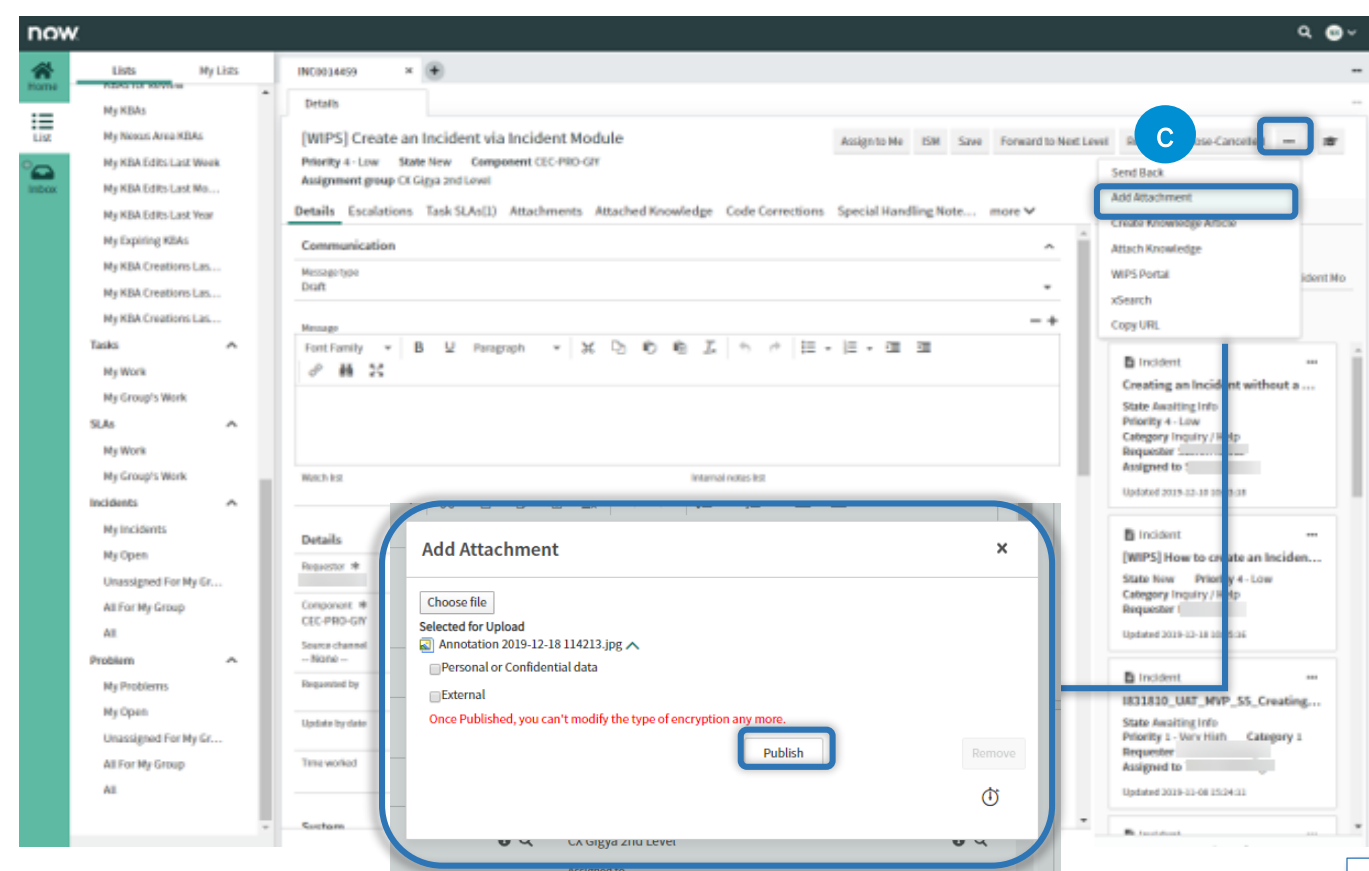 now
Lists My Lists
INC0014459
Home
List
Inbox
My KBAs
My Nexus Area KBAs
My KBA Edits Last Week
My KBA Edits Last Mo...
My KBA Edits Last Year
My Expiring KBAs
My KBA Creations Las...
My KBA Creations Las...
My KBA Creations Las...
Tasks
My Work
My Group's Work
SLAs
My Work
My Group's Work
Incidents
My Incidents
My Open
Unassigned For My Gr...
All For My Group
All
Problem
My Problems
My Open
Unassigned For My Gr...
All For My Group
All
Details
[WIPS] Create an Incident via Incident Module
Assign to Me ISM Save Forward to Next Level
C
Priority 4 - Low State New Component CEC-PRO-GIY
Assignment group CX Gigya 2nd Level
Details Escalations Task SLAs(1) Attachments Attached Knowledge Code Corrections Special Handling Note... more
Communication
Message type
Draft
Message
Font Family B U Paragraph
Watch list Internal notes list
Details
Requestor
Component
CEC-PRO-GIY
Source channel
-- None --
Requested by
Update by date
Time worked
System
Add Attachment
Choose file
Selected for Upload
Annotation 2019-12-18 114213.jpg
Personal or Confidential data
External
Once Published, you can't modify the type of encryption any more.
Publish
Remove
CX Gigya 2nd Level
Assigned to
Send Back
Add Attachment
Create Knowledge Article
Attach Knowledge
WIPS Portal
xSearch
Copy URL
Incident
Creating an Incident without a ...
State Awaiting Info
Priority 4 - Low
Category Inquiry / Help
Requester
Assigned to
Incident
[WIPS] How to create an Inciden...
State New Priority 4 - Low
Category Inquiry / Help
Requester
Incident
I831810_UAT_MVP_SS_Creating...
State Awaiting Info
Priority 1 - Very High Category 1
Requester
Assigned to
Updated 2019-11-08 15:24:11